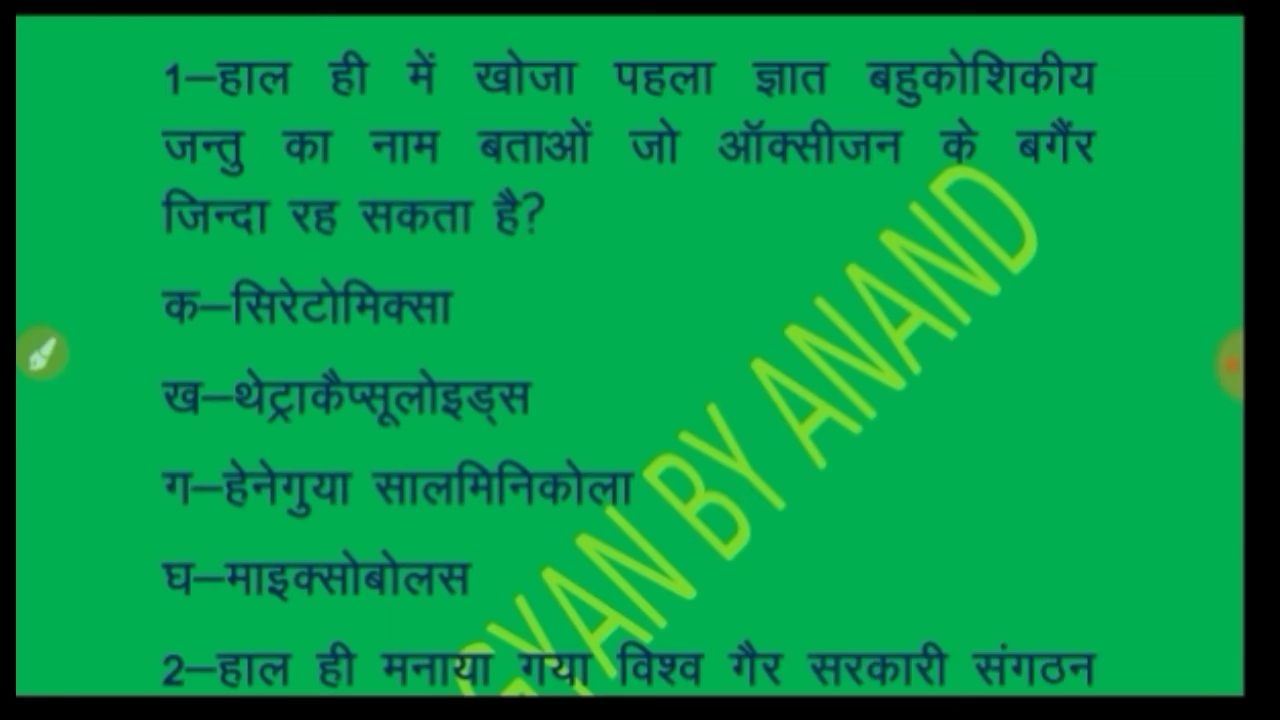 1–हाल ही में खोजा पहला ज्ञात बहुकोशिकीय
जन्तु का नाम बताओं जो ऑक्सीजन के बगैंर
जिन्दा रह सकता है?
क–सिरेटोमिक्सा
ख–थेट्राकैप्सूलोइड्स
ग–हेनेगुया सालमिनिकोला
घ–माइक्सोबोलस
2–हाल ही मनाया गया विश्व गैर सरकारी संगठन
GYAN BY ANAND